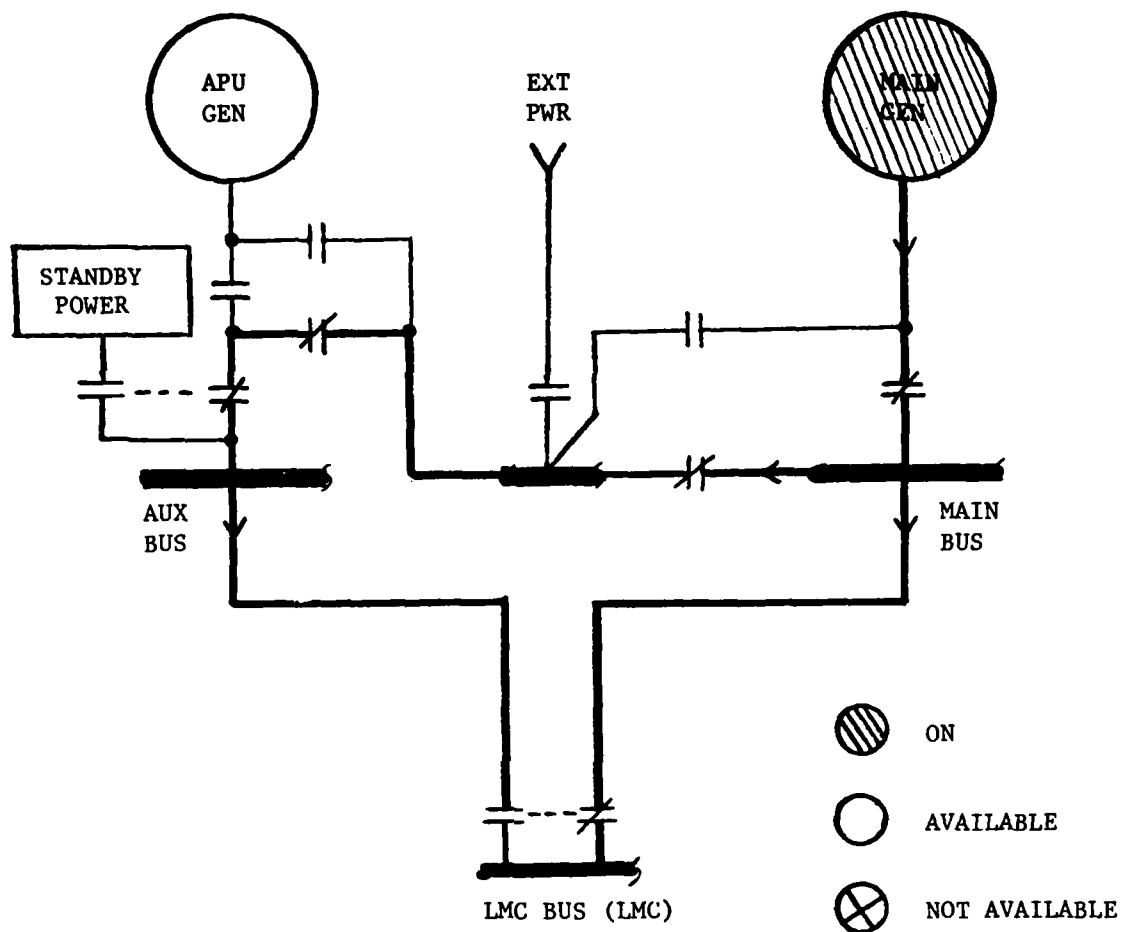 APU
GEN
EXT
PWR
MAIN
GEN
STANDBY
POWER
AUX
BUS
MAIN
BUS
ON
AVAILABLE
LMC BUS (LMC)
NOT AVAILABLE